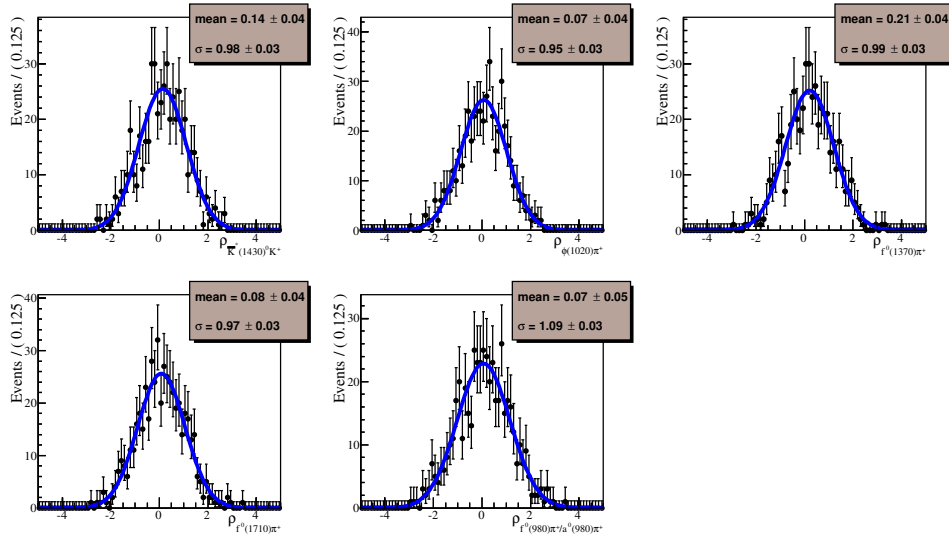 mean = 0.14 ± 0.04
σ = 0.98 ± 0.03
Events / ( 0.125 )
30
20
10
0
-4 -2 0 2 4
ρ K̅*(1430)⁰K⁺
mean = 0.07 ± 0.04
σ = 0.95 ± 0.03
Events / ( 0.125 )
40
30
20
10
0
-4 -2 0 2 4
ρ ϕ(1020)π⁺
mean = 0.21 ± 0.04
σ = 0.99 ± 0.03
Events / ( 0.125 )
30
20
10
0
-4 -2 0 2 4
ρ f⁰(1370)π⁺
mean = 0.08 ± 0.04
σ = 0.97 ± 0.03
Events / ( 0.125 )
40
30
20
10
0
-4 -2 0 2 4
ρ f⁰(1710)π⁺
mean = 0.07 ± 0.05
σ = 1.09 ± 0.03
Events / ( 0.125 )
30
20
10
0
-4 -2 0 2 4
ρ f⁰(980)π⁺/a⁰(980)π⁺